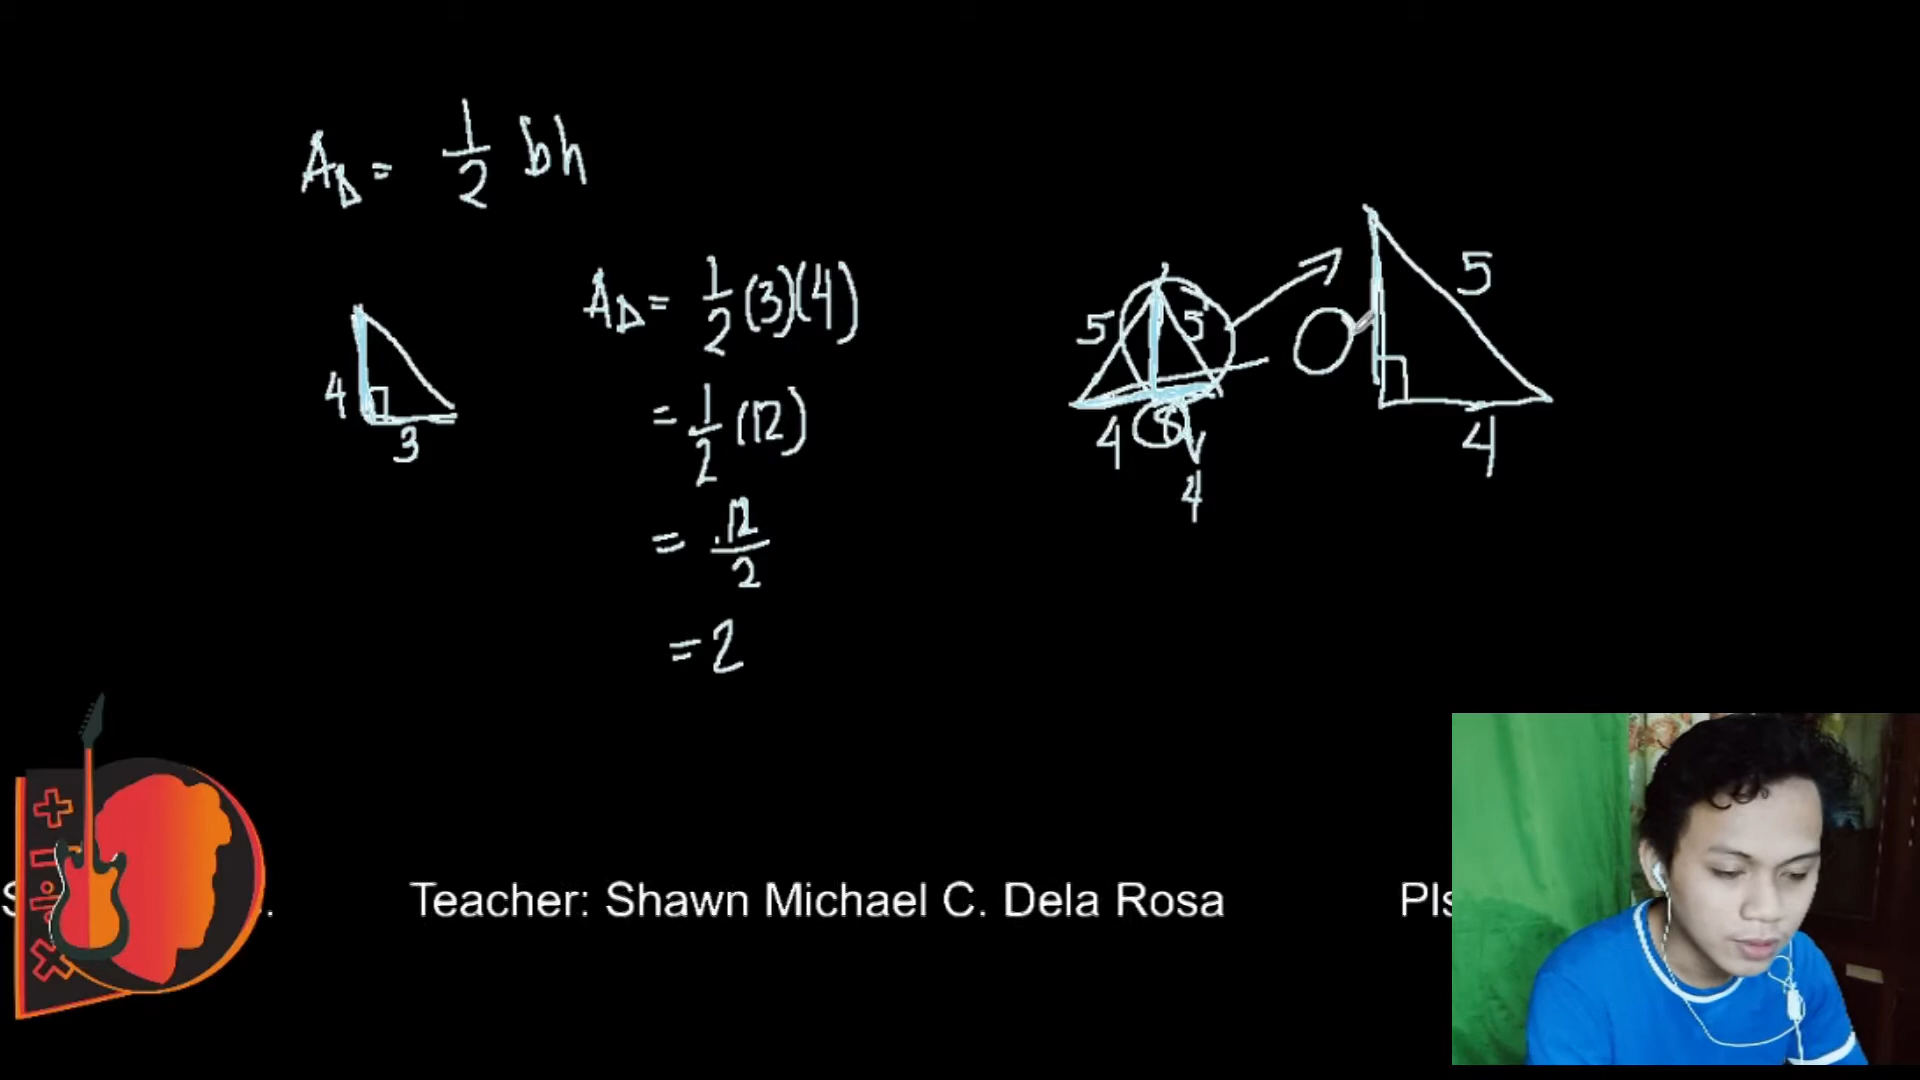 A△ = 1/2 bh
A△ = 1/2 (3)(4)
= 1/2 (12)
= 12/2
= 2
4
3
5
5
4
8
4
5
4
Teacher: Shawn Michael C. Dela Rosa
Pls